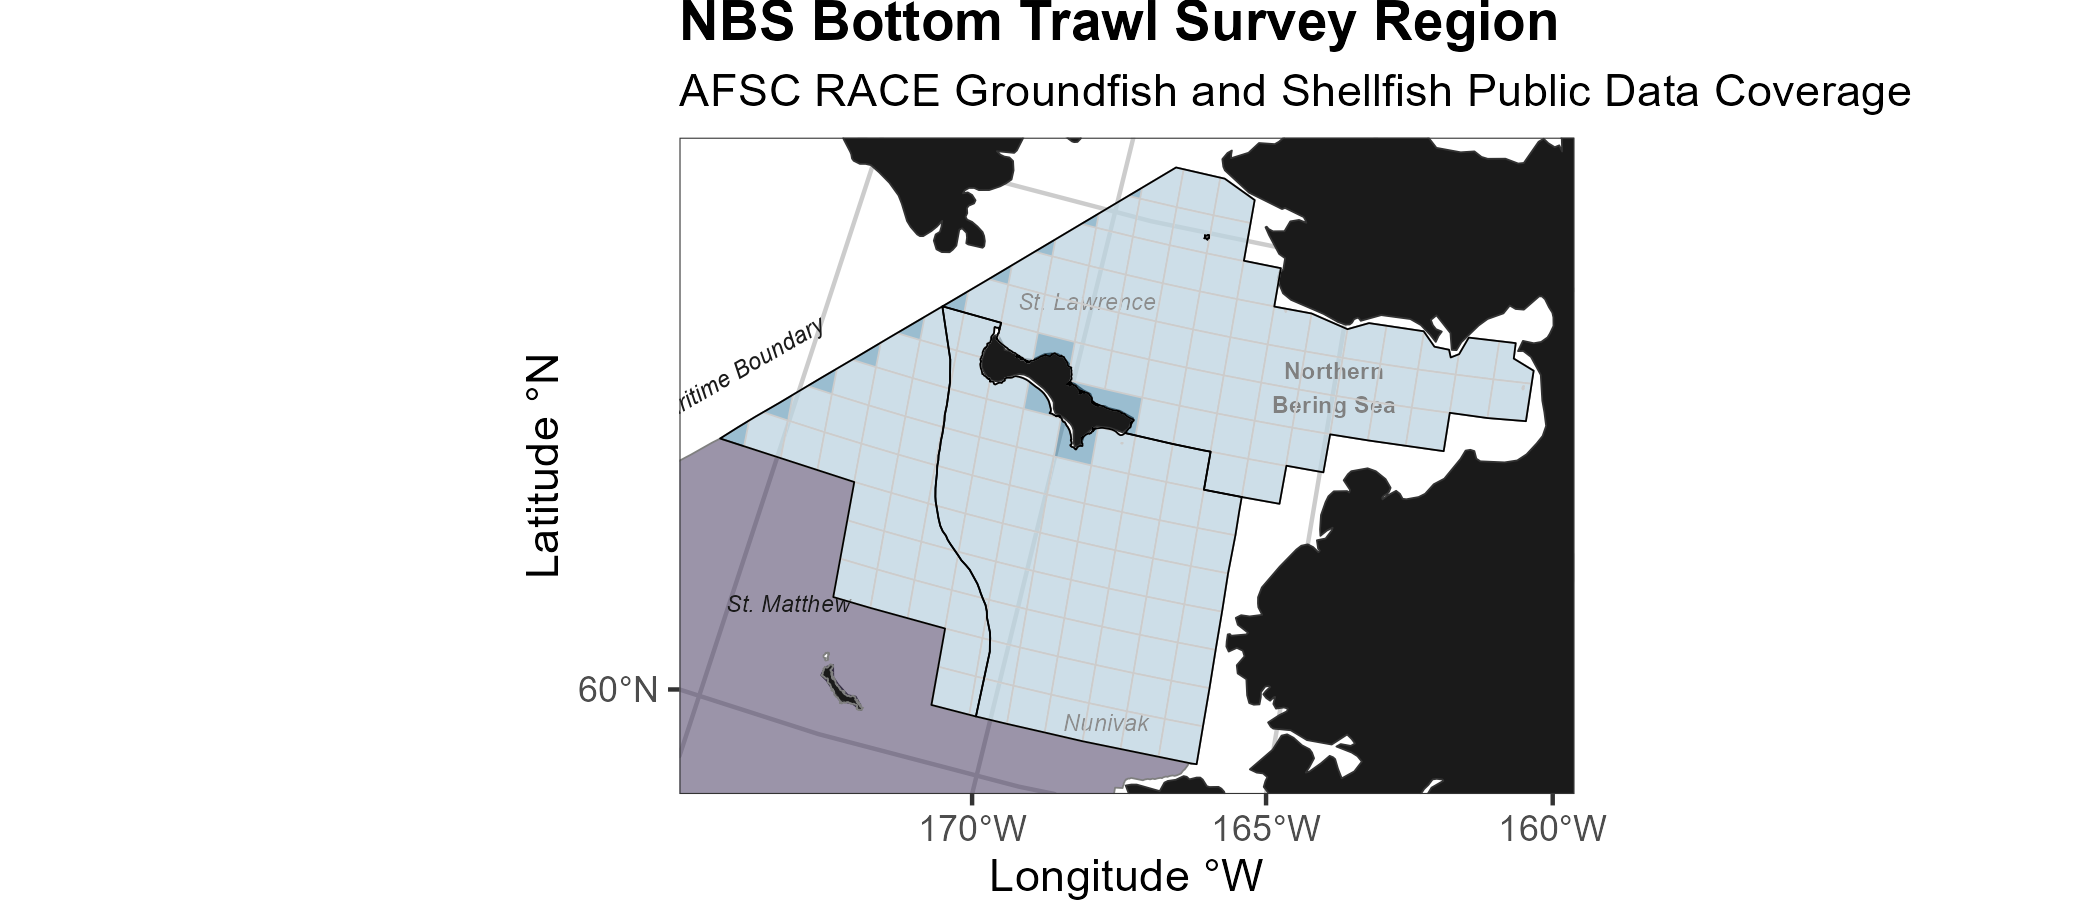 NBS Bottom Trawl Survey Region
AFSC RACE Groundfish and Shellfish Public Data Coverage
St. Lawrence
ritime Boundary
Northern
Bering Sea
Latitude °N
St. Matthew
60°N
Nunivak
170°W
165°W
160°W
Longitude °W